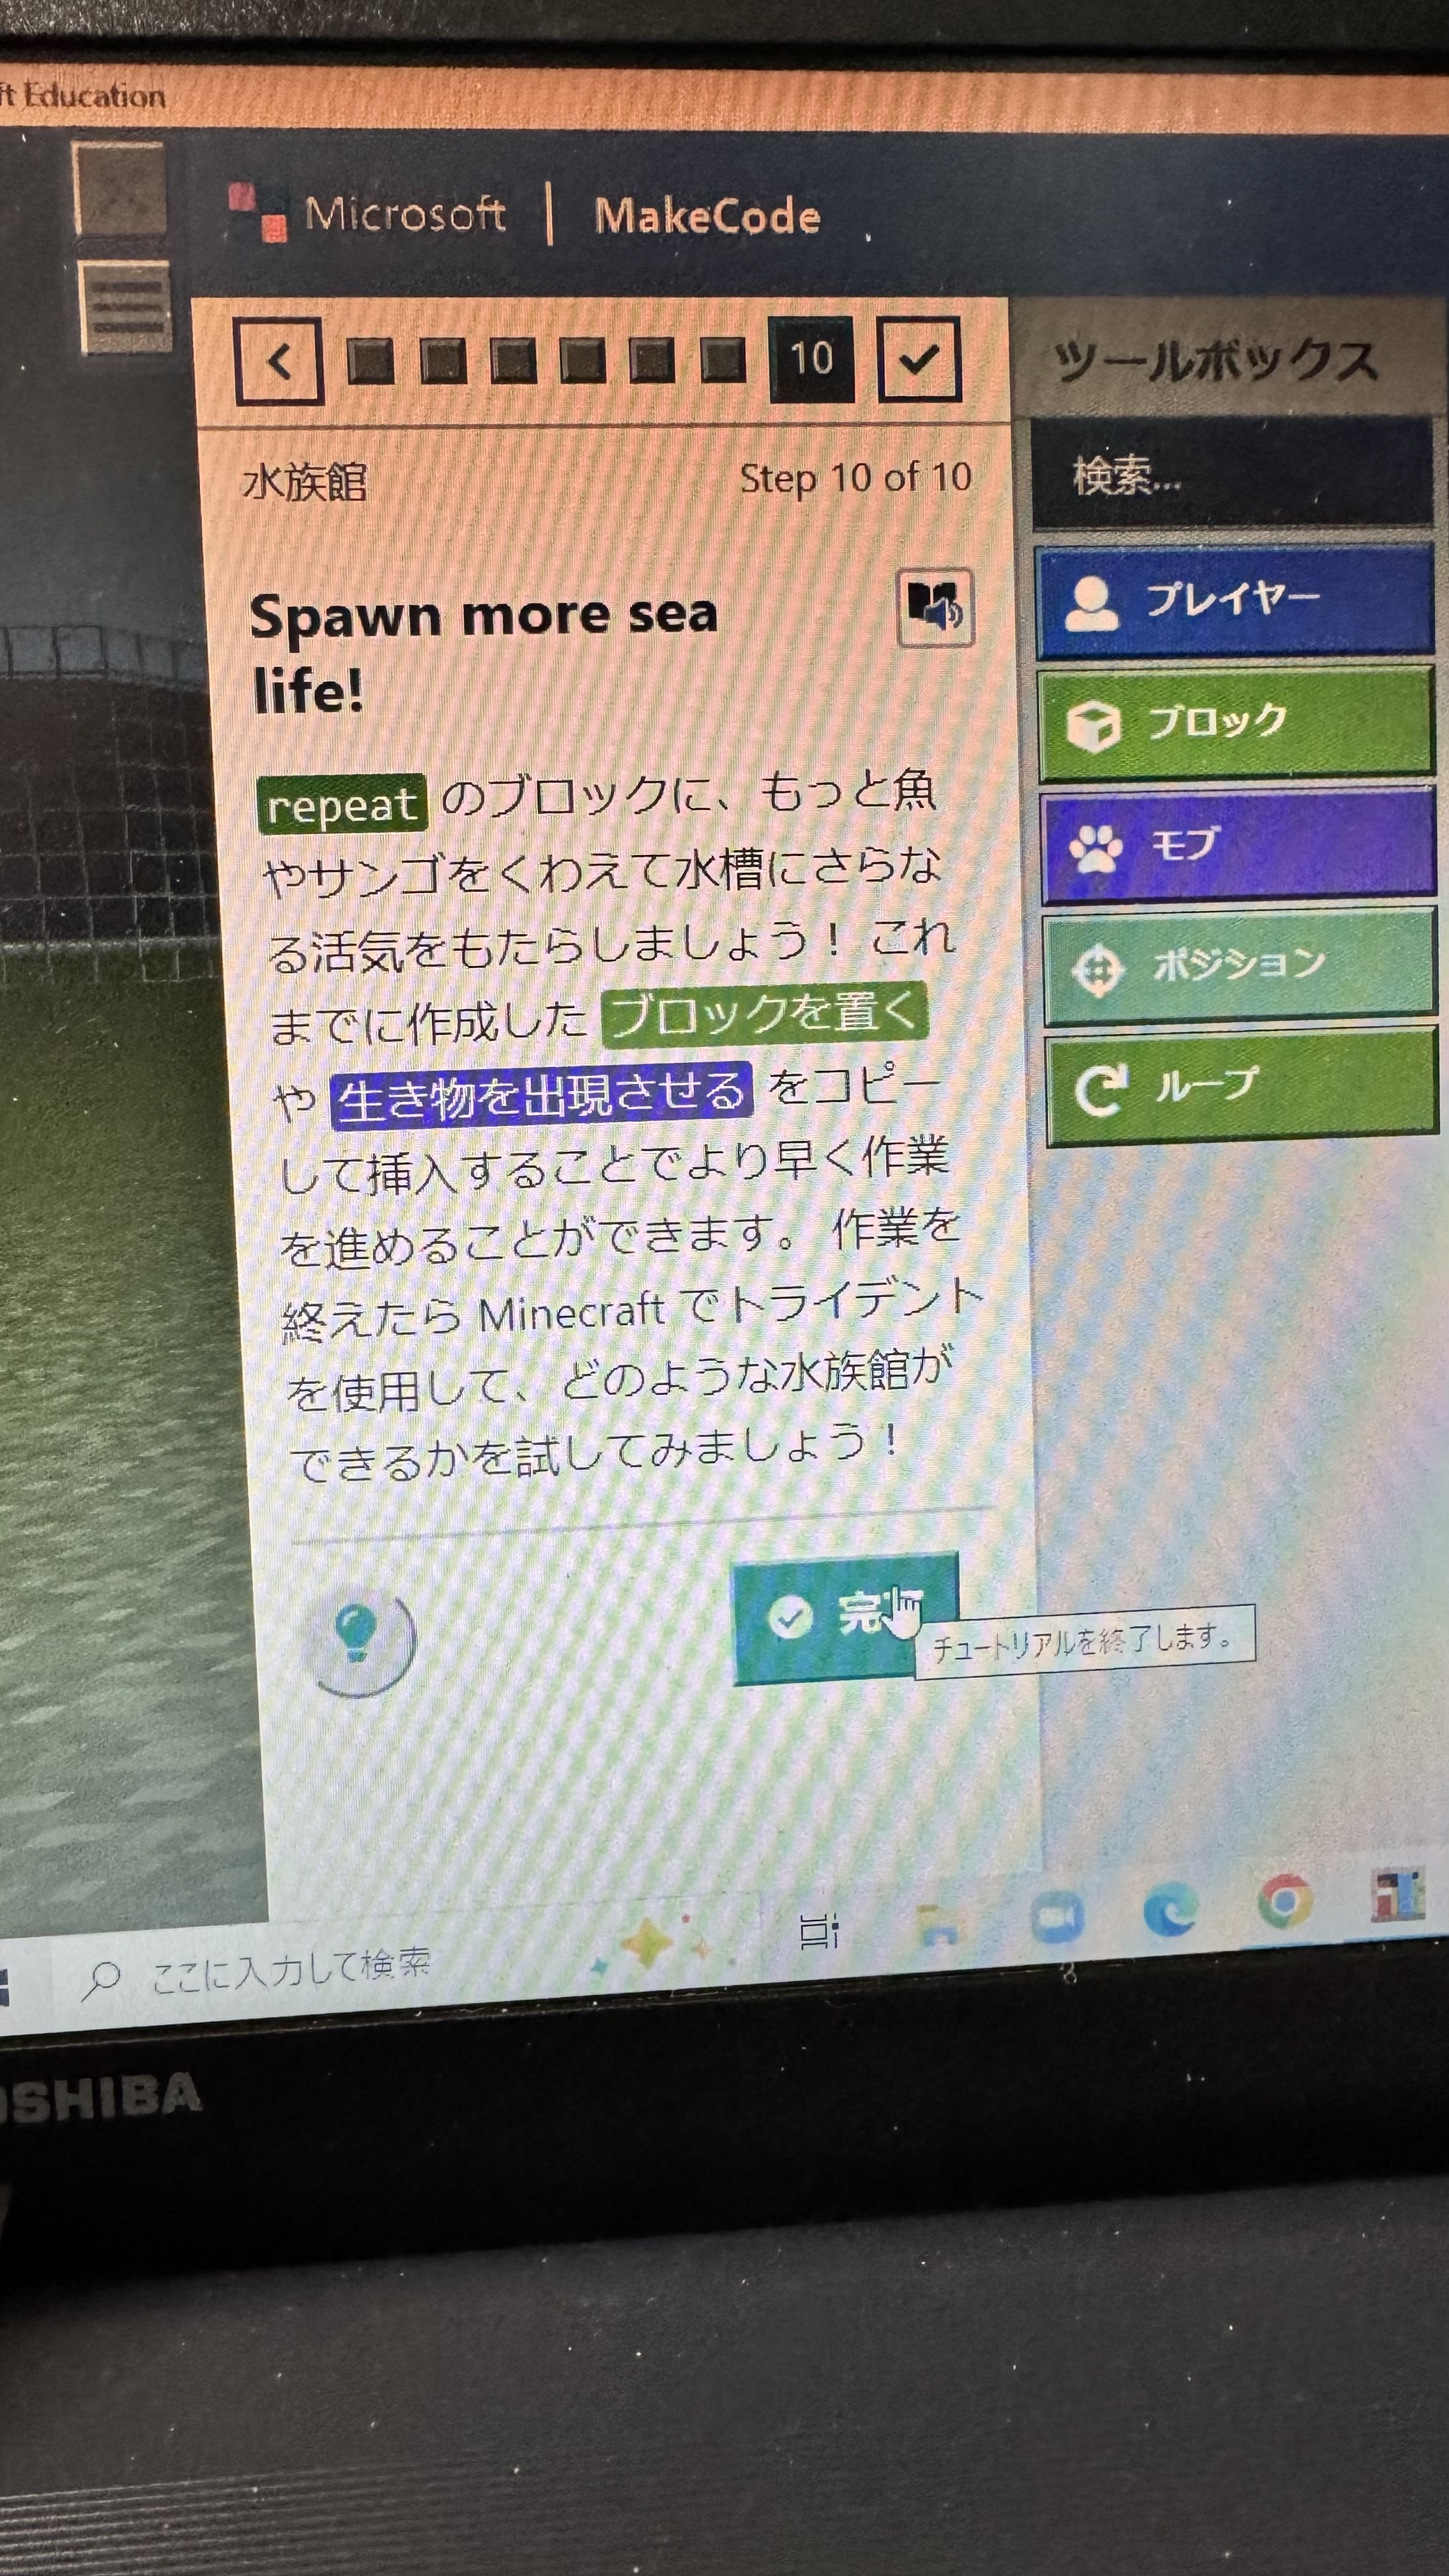 ft Education
Microsoft | MakeCode
10
水族館
Step 10 of 10
Spawn more sea
life!
repeat のブロックに、もっと魚
やサンゴをくわえて水槽にさらな
る活気をもたらしましょう！ これ
までに作成した ブロックを置く
や 生き物を出現させる をコピー
して挿入することでより早く作業
を進めることができます。 作業を
終えたら Minecraft でトライデント
を使用して、どのような水族館が
できるかを試してみましょう！
完
チュートリアルを終了します。
ツールボックス
検索...
プレイヤー
ブロック
モブ
ポジション
ループ
ここに入力して検索
OSHIBA